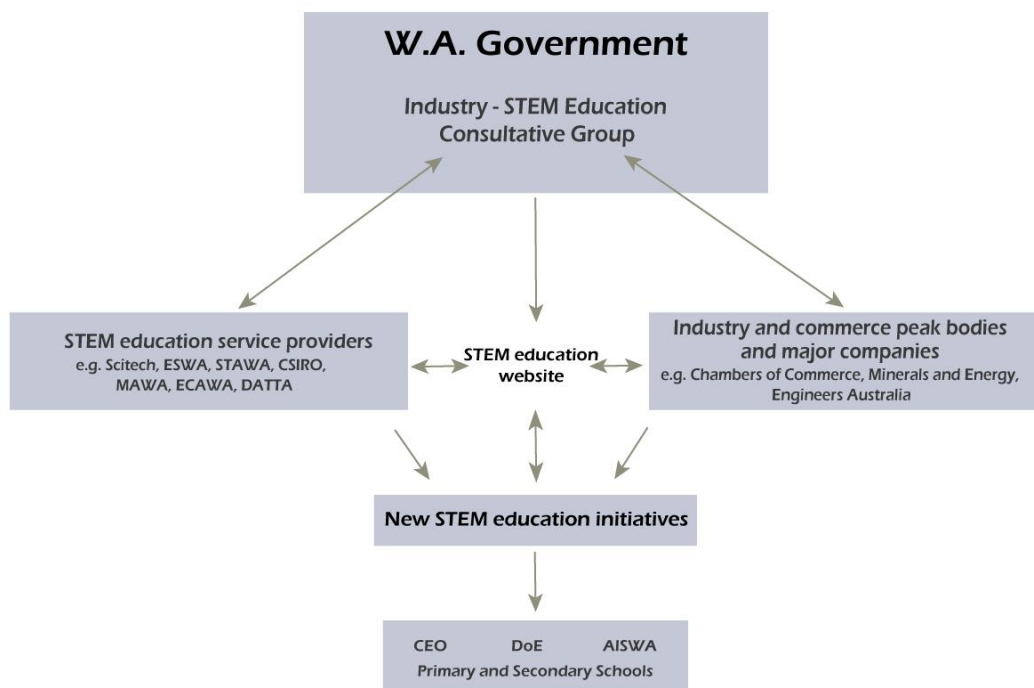 W.A. Government
Industry - STEM Education
Consultative Group
STEM education service providers
e.g. Scitech, ESWA, STAWA, CSIRO,
MAWA, ECAWA, DATTA
STEM education
website
Industry and commerce peak bodies
and major companies
e.g. Chambers of Commerce, Minerals and Energy,
Engineers Australia
New STEM education initiatives
CEO DoE AISWA
Primary and Secondary Schools